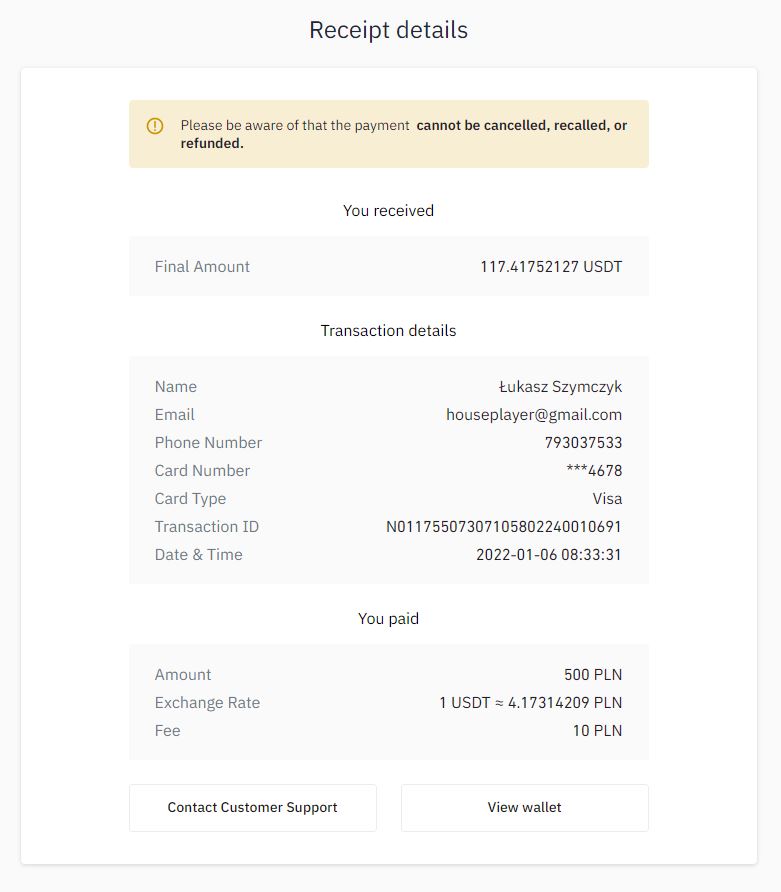 Receipt details
Please be aware of that the payment cannot be cancelled, recalled, or
refunded.
You received
Final Amount 117.41752127 USDT
Transaction details
Name Łukasz Szymczyk
Email houseplayer@gmail.com
Phone Number 793037533
Card Number ***4678
Card Type Visa
Transaction ID N01175507307105802240010691
Date & Time 2022-01-06 08:33:31
You paid
Amount 500 PLN
Exchange Rate 1 USDT ≈ 4.17314209 PLN
Fee 10 PLN
Contact Customer Support View wallet